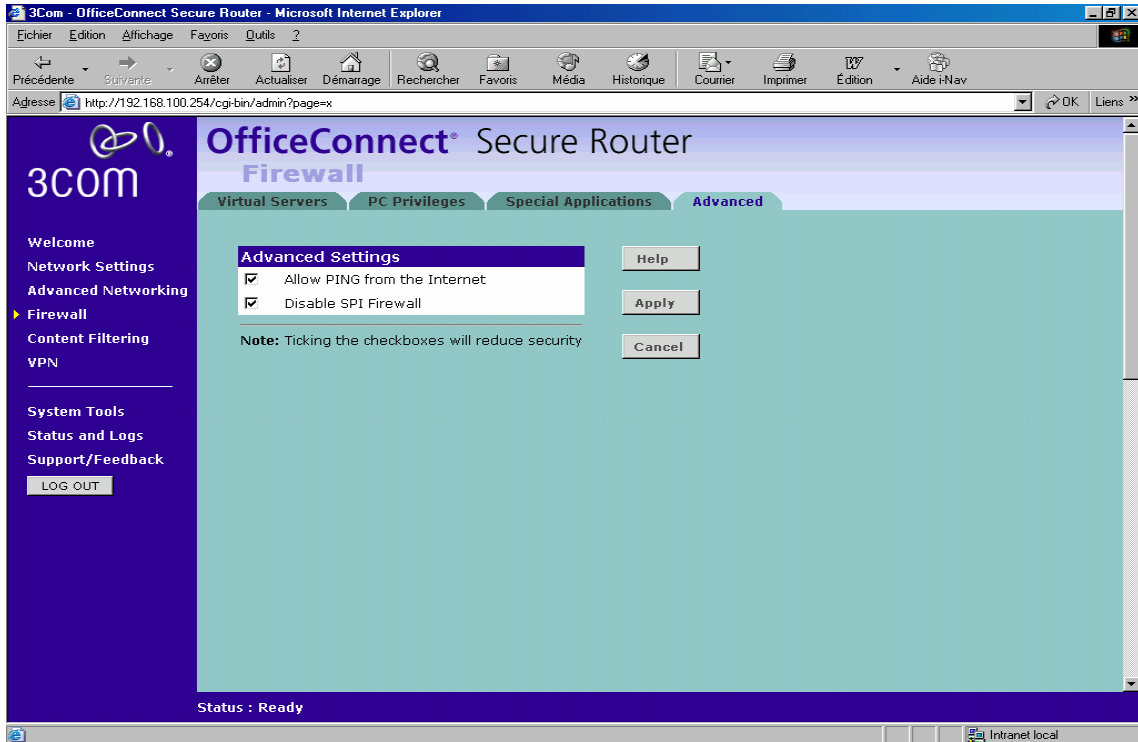 3Com - OfficeConnect Secure Router - Microsoft Internet Explorer
Fichier Edition Affichage Favoris Outils ?
Précédente Suivante Arrêter Actualiser Démarrage Rechercher Favoris Média Historique Courrier Imprimer Édition Aide i-Nav
Adresse http://192.168.100.254/cgi-bin/admin?page=x OK Liens »
3COM
OfficeConnect® Secure Router
Firewall
Virtual Servers PC Privileges Special Applications Advanced
Welcome
Network Settings
Advanced Networking
Firewall
Content Filtering
VPN
System Tools
Status and Logs
Support/Feedback
LOG OUT
Advanced Settings
Allow PING from the Internet
Disable SPI Firewall
Note: Ticking the checkboxes will reduce security
Help
Apply
Cancel
Status : Ready
Intranet local